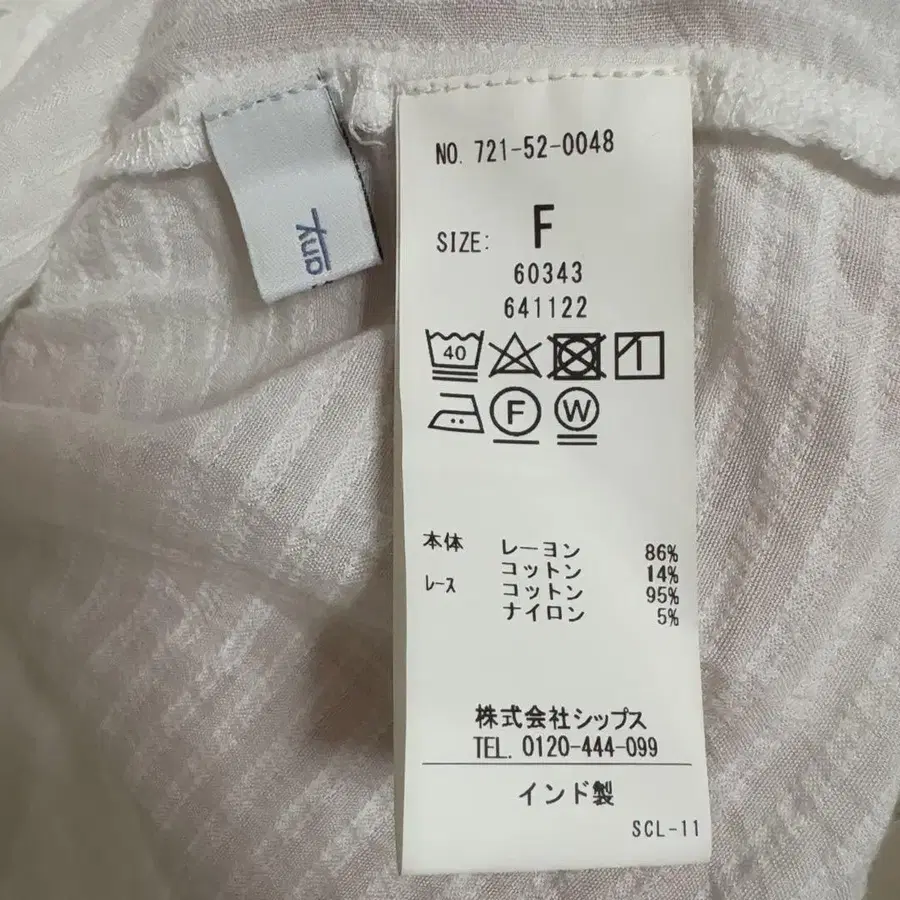 any
NO. 721-52-0048
SIZE: F
60343
641122
40
F W
本体 レーヨン 86%
コットン 14%
レース コットン 95%
ナイロン 5%
株式会社シップス
TEL. 0120-444-099
インド製
SCL-11